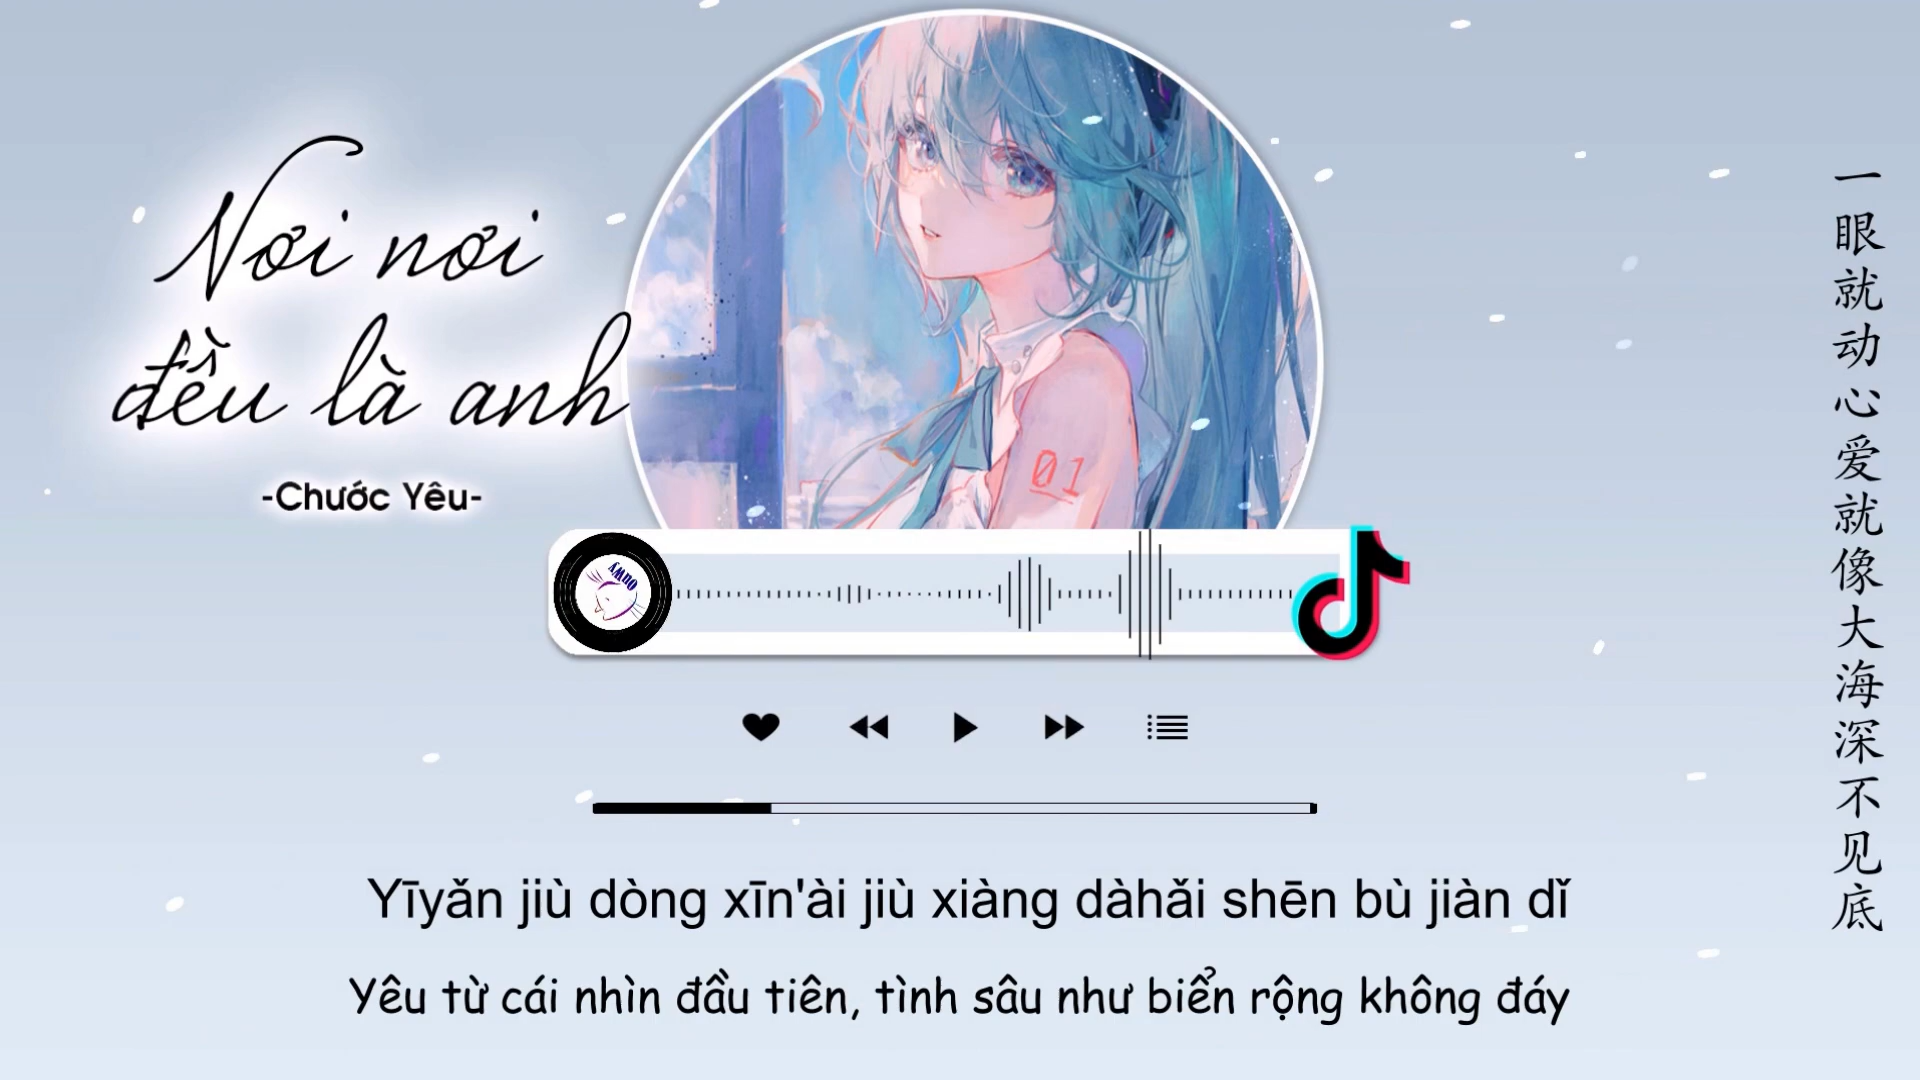 Nơi nơi
đều là anh
-Chước Yêu-
01
一眼就动心爱就像大海深不见底
Yīyǎn jiù dòng xīn'ài jiù xiàng dàhǎi shēn bù jiàn dǐ
Yêu từ cái nhìn đầu tiên, tình sâu như biển rộng không đáy